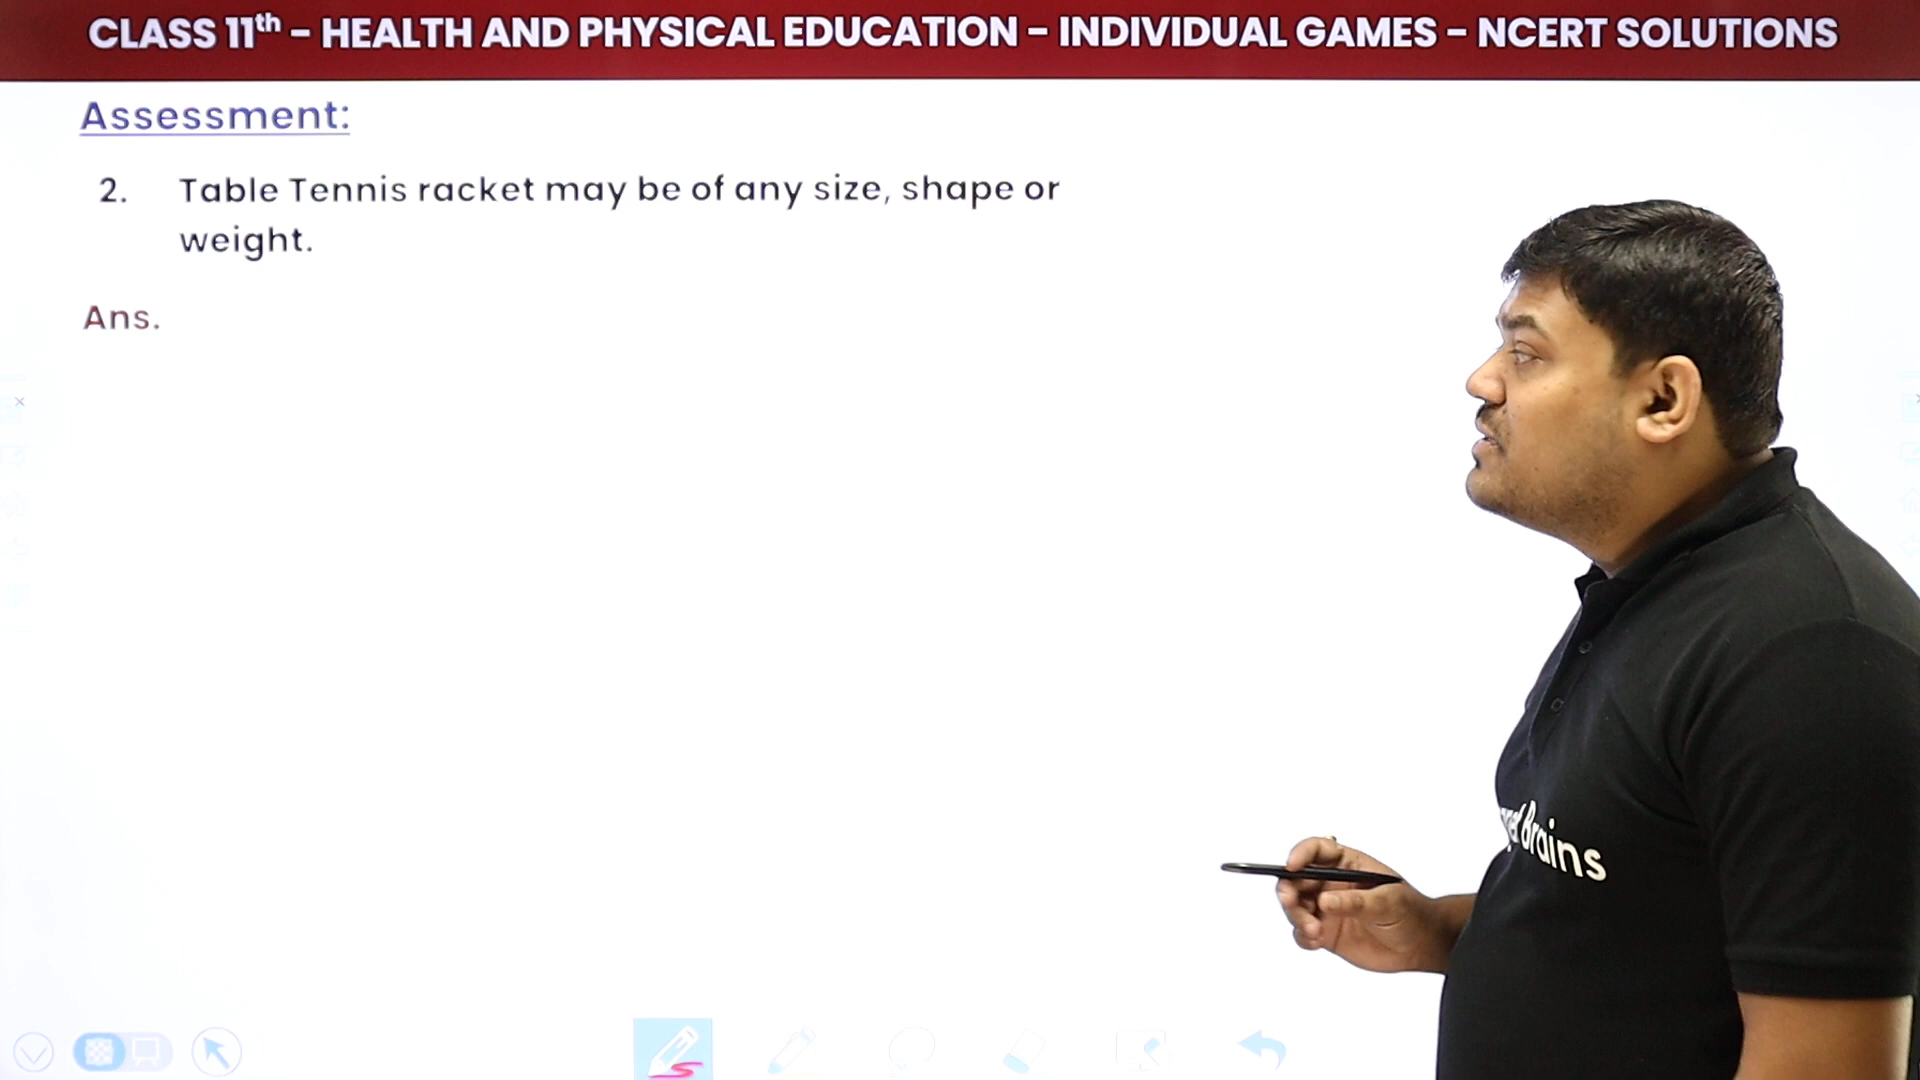 CLASS 11th – HEALTH AND PHYSICAL EDUCATION – INDIVIDUAL GAMES – NCERT SOLUTIONS
Assessment:
2. Table Tennis racket may be of any size, shape or
weight.
Ans.
Brains